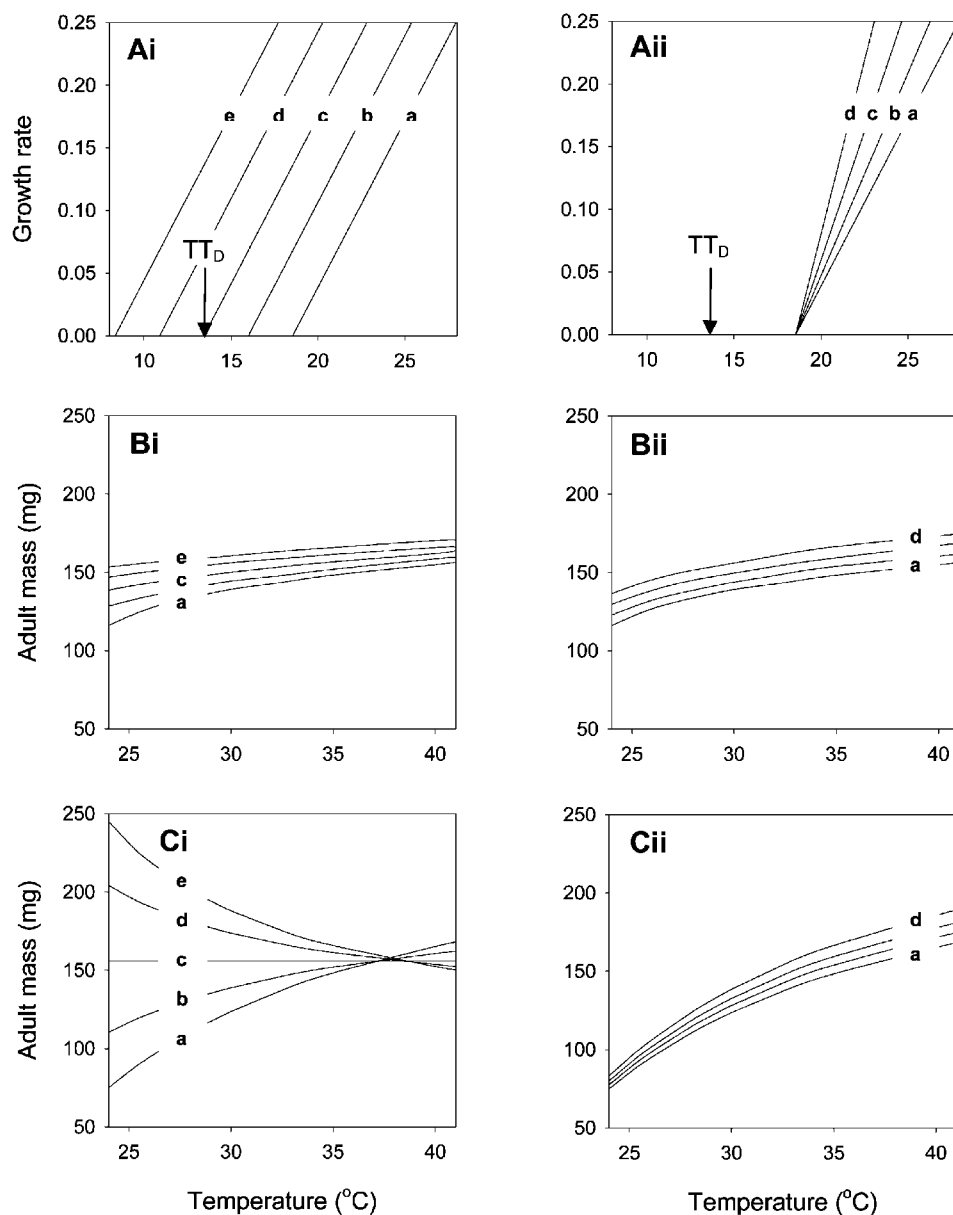 Ai
Growth rate
0.25
0.20
0.15
0.10
0.05
0.00
e d c b a
TTD
10 15 20 25
Aii
0.25
0.20
0.15
0.10
0.05
0.00
d c b a
TTD
10 15 20 25
Bi
Adult mass (mg)
250
200
150
100
50
e
c
a
25 30 35 40
Bii
250
200
150
100
50
d
a
25 30 35 40
Ci
Adult mass (mg)
250
200
150
100
50
e
d
c
b
a
25 30 35 40
Temperature (°C)
Cii
250
200
150
100
50
d
a
25 30 35 40
Temperature (°C)